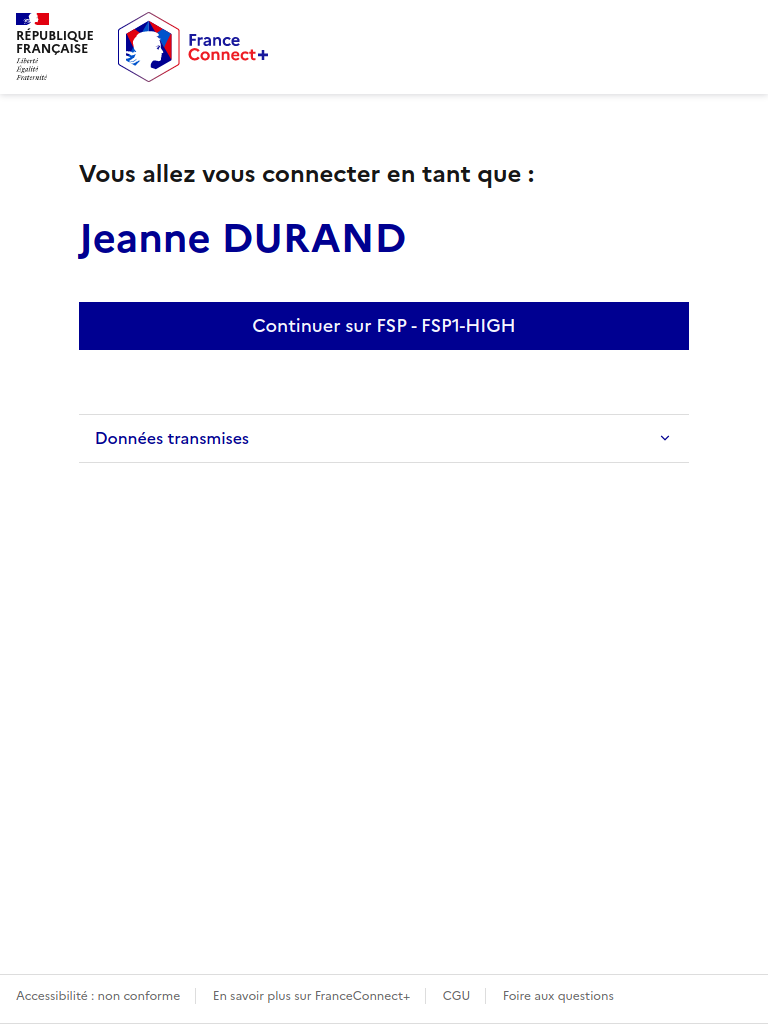 RÉPUBLIQUE
FRANÇAISE
Liberté
Égalité
Fraternité
France
Connect+
Vous allez vous connecter en tant que :
Jeanne DURAND
Continuer sur FSP - FSP1-HIGH
Données transmises
Accessibilité : non conforme
En savoir plus sur FranceConnect+
CGU
Foire aux questions